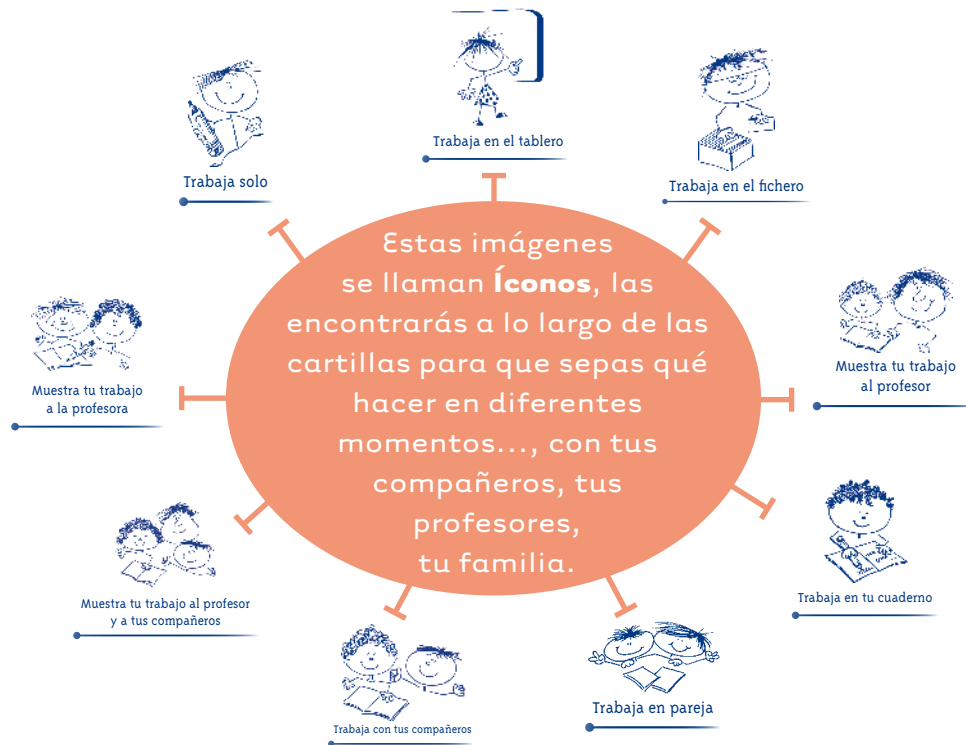 Trabaja en el tablero
Trabaja solo
Trabaja en el fichero
Estas imágenes
se llaman Íconos, las
encontrarás a lo largo de las
cartillas para que sepas qué
hacer en diferentes
momentos..., con tus
compañeros, tus
profesores,
tu familia.
Muestra tu trabajo
a la profesora
Muestra tu trabajo
al profesor
Muestra tu trabajo al profesor
y a tus compañeros
Trabaja en tu cuaderno
Trabaja con tus compañeros
Trabaja en pareja